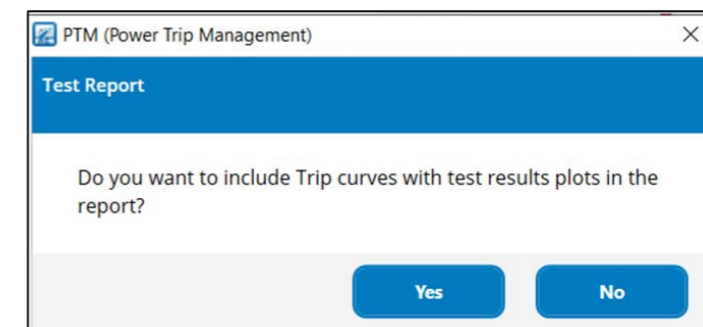 PTM (Power Trip Management)
Test Report
Do you want to include Trip curves with test results plots in the
report?
Yes No